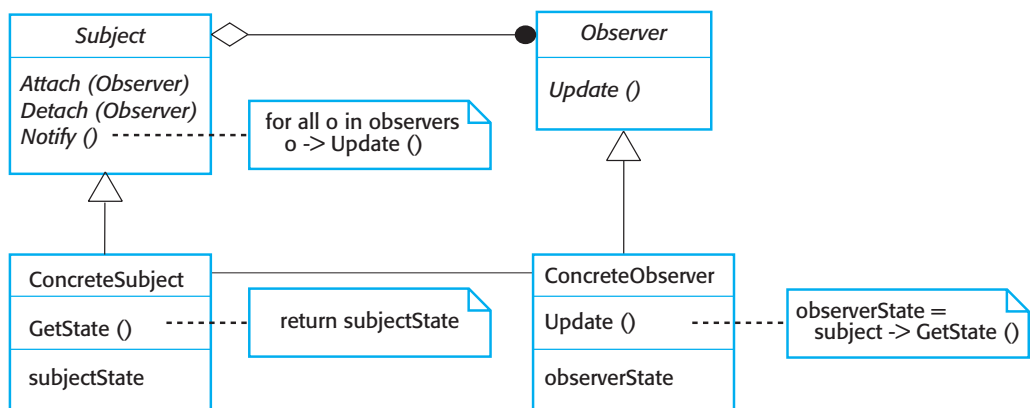 Subject
Attach (Observer)
Detach (Observer)
Notify ()
for all o in observers
o -> Update ()
Observer
Update ()
ConcreteSubject
GetState ()
subjectState
return subjectState
ConcreteObserver
Update ()
observerState
observerState =
subject -> GetState ()